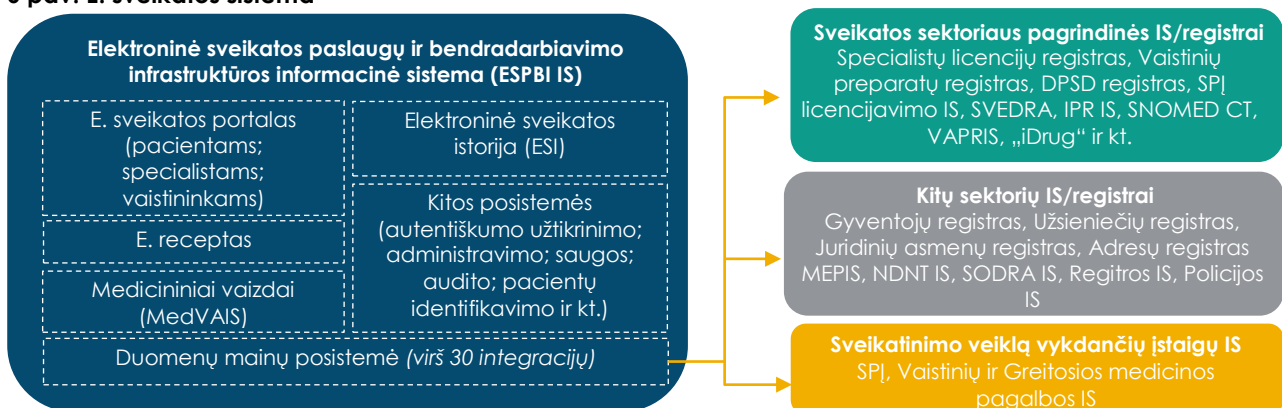 3 pav. E. sveikatos sistema
Elektroninė sveikatos paslaugų ir bendradarbiavimo
infrastruktūros informacinė sistema (ESPBI IS)
E. sveikatos portalas
(pacientams;
specialistams;
vaistininkams)
E. receptas
Medicininiai vaizdai
(MedVAIS)
Elektroninė sveikatos
istorija (ESI)
Kitos posistemės
(autentiškumo užtikrinimo;
administravimo; saugos;
audito; pacientų
identifikavimo ir kt.)
Duomenų mainų posistemė (virš 30 integracijų)
Sveikatos sektoriaus pagrindinės IS/registrai
Specialistų licencijų registras, Vaistinių
preparatų registras, DPSD registras, SPĮ
licencijavimo IS, SVEDRA, IPR IS, SNOMED CT,
VAPRIS, „iDrug“ ir kt.
Kitų sektorių IS/registrai
Gyventojų registras, Užsieniečių registras,
Juridinių asmenų registras, Adresų registras
MEPIS, NDNT IS, SODRA IS, Regitros IS, Policijos
IS
Sveikatinimo veiklą vykdančių įstaigų IS
SPĮ, Vaistinių ir Greitosios medicinos
pagalbos IS